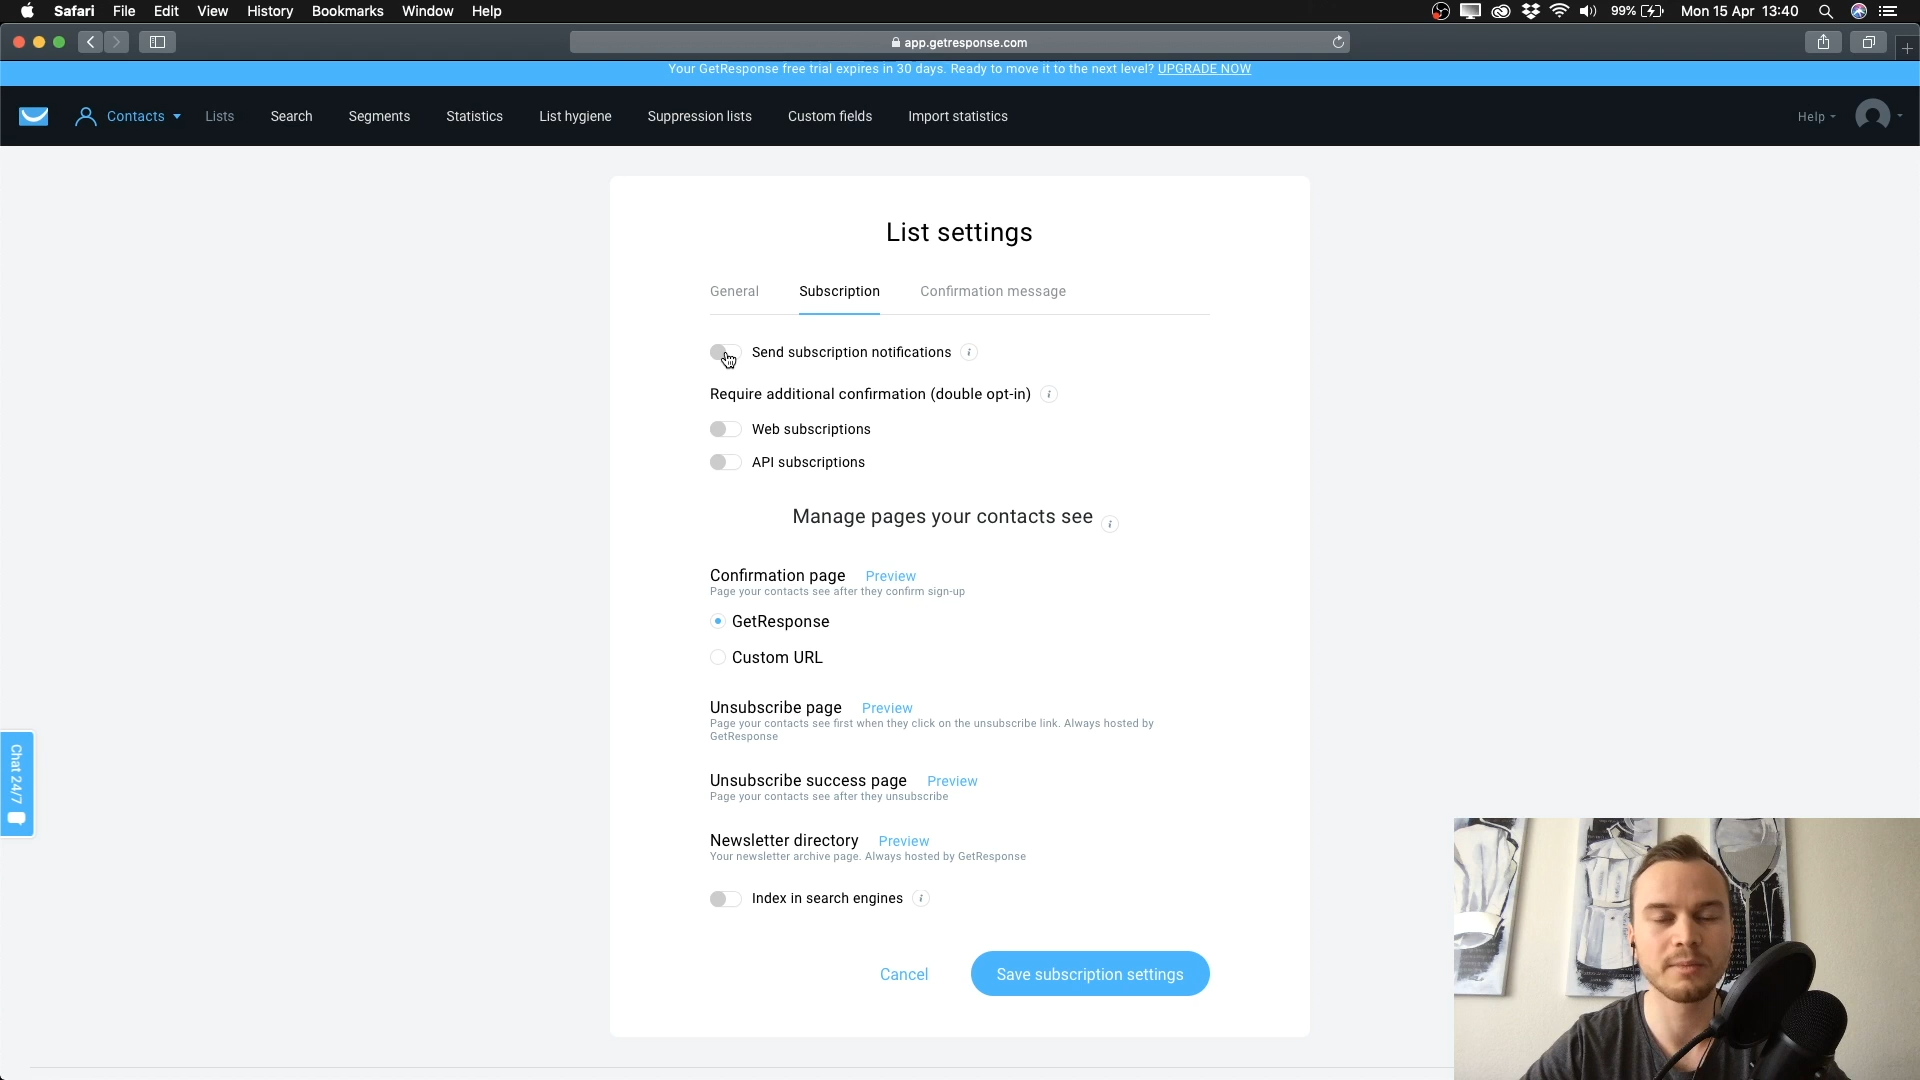 Safari File Edit View History Bookmarks Window Help 99% Mon 15 Apr 13:40
app.getresponse.com
Your GetResponse free trial expires in 30 days. Ready to move it to the next level? UPGRADE NOW
Contacts Lists Search Segments Statistics List hygiene Suppression lists Custom fields Import statistics Help
List settings
General Subscription Confirmation message
Send subscription notifications i
Require additional confirmation (double opt-in) i
Web subscriptions
API subscriptions
Manage pages your contacts see i
Confirmation page Preview
Page your contacts see after they confirm sign-up
GetResponse
Custom URL
Unsubscribe page Preview
Page your contacts see first when they click on the unsubscribe link. Always hosted by
GetResponse
Unsubscribe success page Preview
Page your contacts see after they unsubscribe
Newsletter directory Preview
Your newsletter archive page. Always hosted by GetResponse
Index in search engines i
Cancel Save subscription settings
Chat 24/7